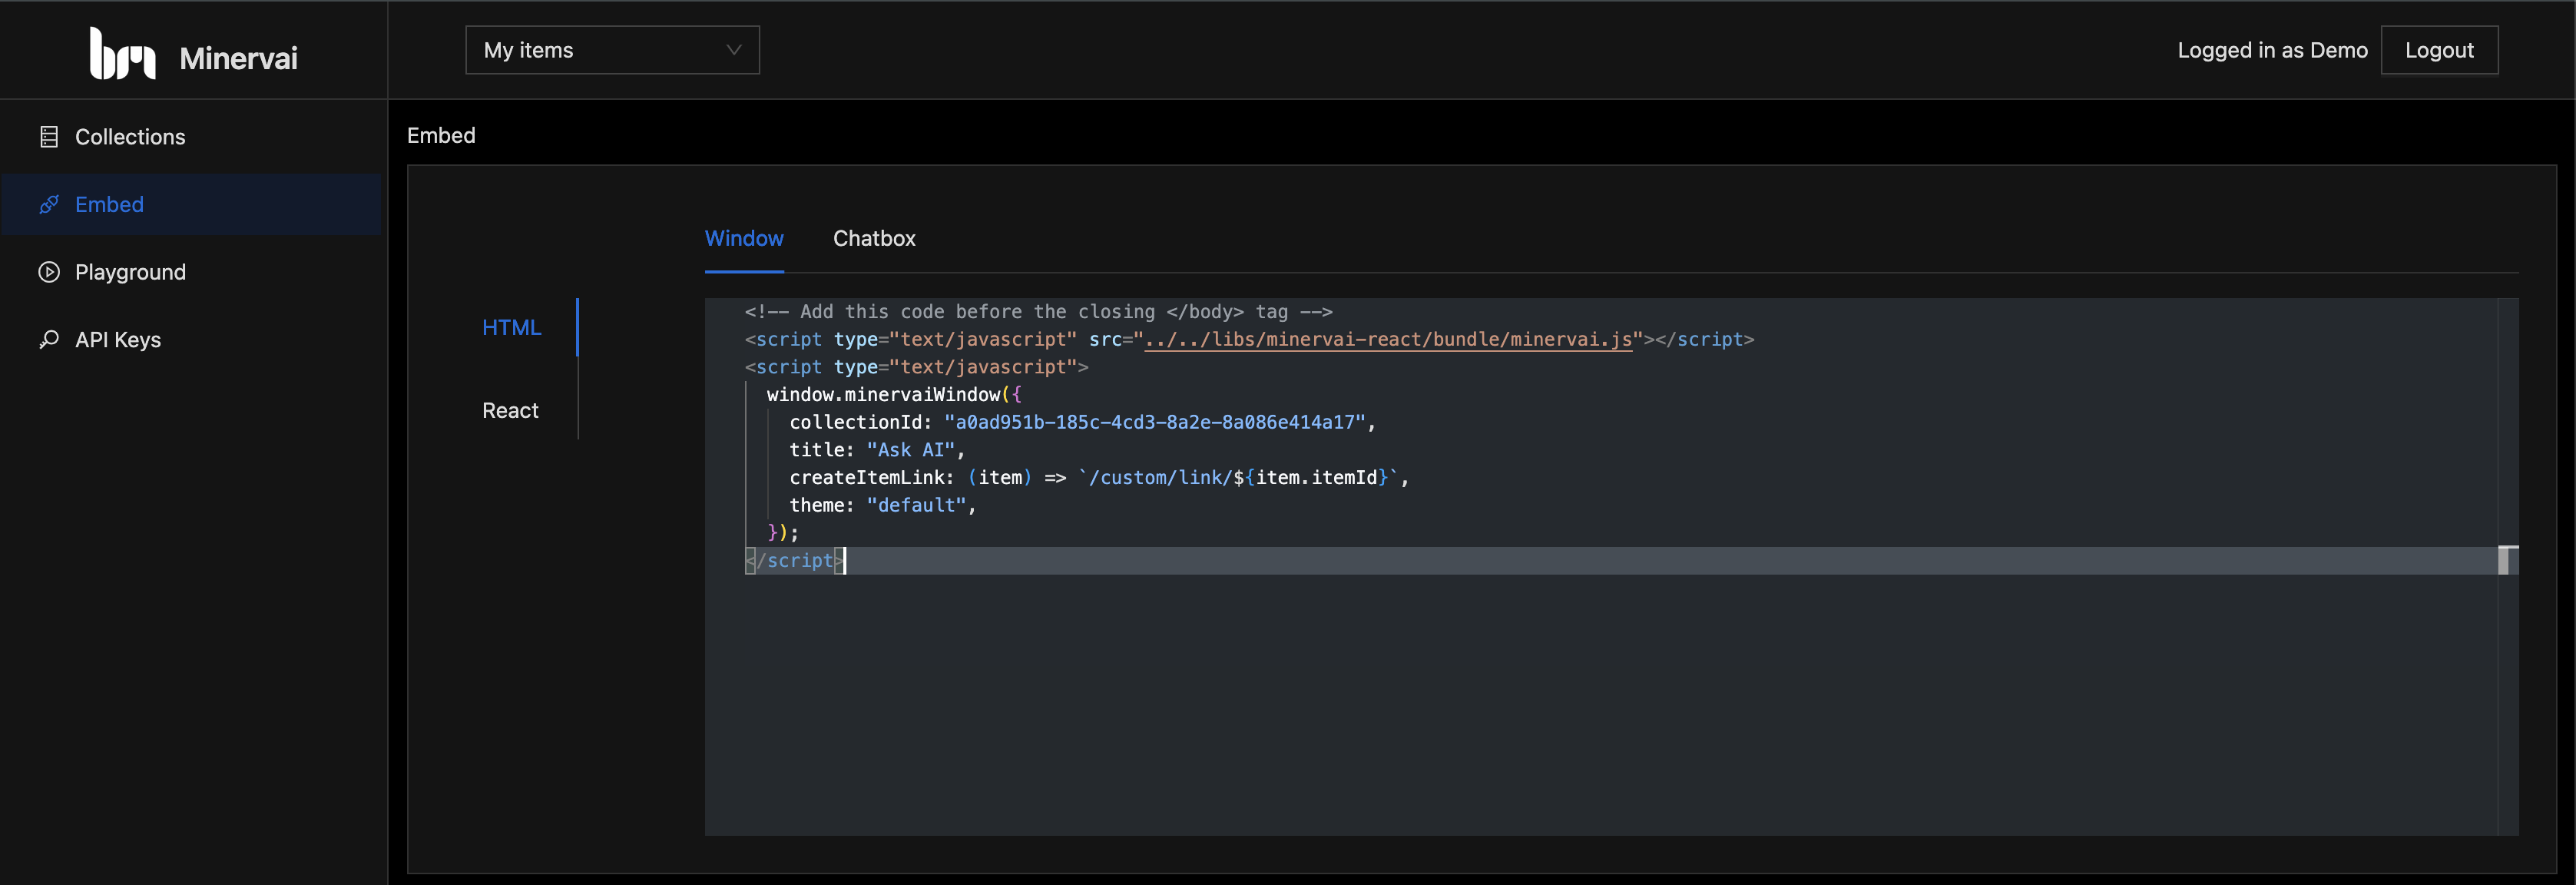 Minervai
My items
Logged in as Demo
Logout
Collections
Embed
Playground
API Keys
Embed
Window
Chatbox
HTML
React
<!-- Add this code before the closing </body> tag -->
<script type="text/javascript" src="../../libs/minervai-react/bundle/minervai.js"></script>
<script type="text/javascript">
  window.minervaiWindow({
    collectionId: "a0ad951b-185c-4cd3-8a2e-8a086e414a17",
    title: "Ask AI",
    createItemLink: (item) => `/custom/link/${item.itemId}`,
    theme: "default",
  });
</script>